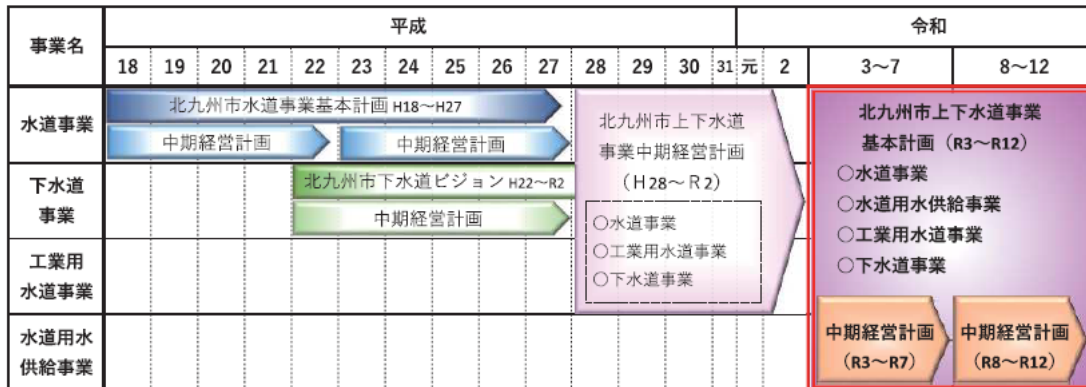 事業名
平成
令和
18 19 20 21 22 23 24 25 26 27 28 29 30 31 元 2 3～7 8～12
水道事業
北九州市水道事業基本計画 H18～H27
中期経営計画
中期経営計画
下水道
事業
北九州市下水道ビジョン H22～R2
中期経営計画
工業用
水道事業
水道用水
供給事業
北九州市上下水道
事業中期経営計画
（H28～R2）
○水道事業
○工業用水道事業
○下水道事業
北九州市上下水道事業
基本計画（R3～R12）
○水道事業
○水道用水供給事業
○工業用水道事業
○下水道事業
中期経営計画
（R3～R7）
中期経営計画
（R8～R12）